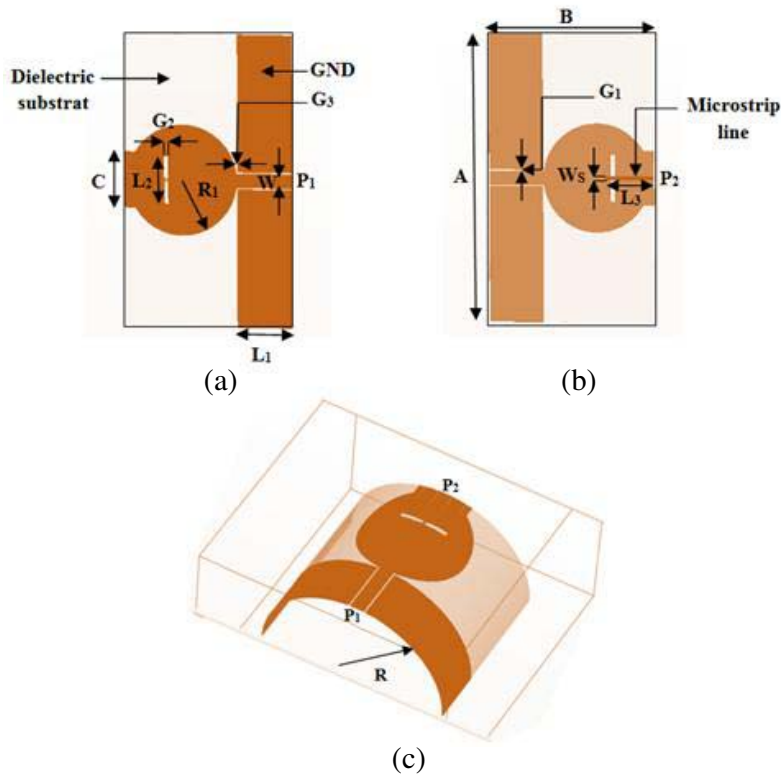 Dielectric
substrat
GND
G3
G2
C
L2
R1
W
P1
L1
(a)
B
G1
Microstrip
line
A
WS
P2
L3
(b)
P2
P1
R
(c)